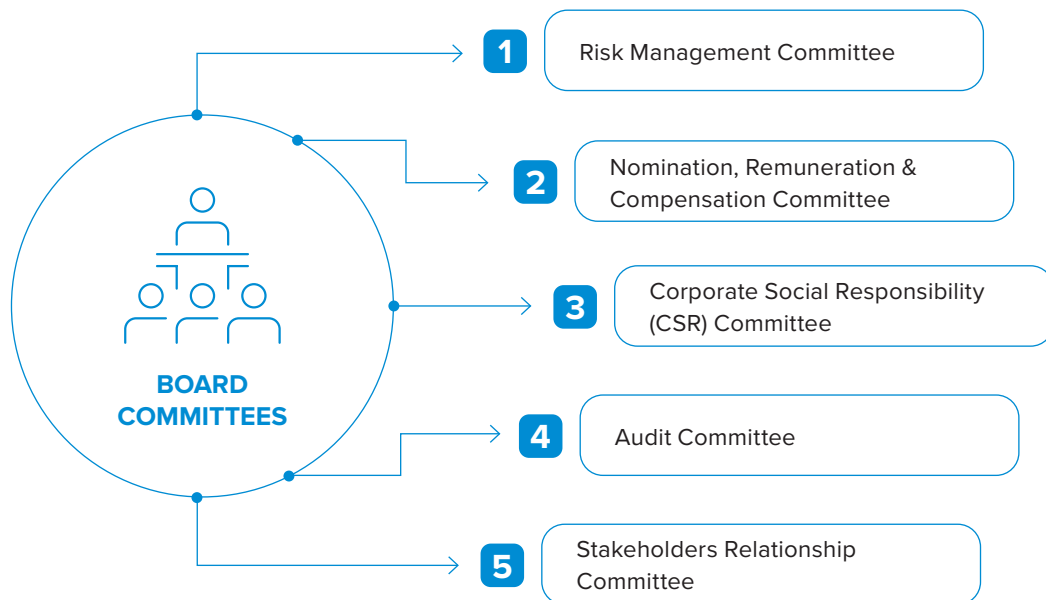 1
Risk Management Committee
2
Nomination, Remuneration &
Compensation Committee
3
Corporate Social Responsibility
(CSR) Committee
BOARD
COMMITTEES
4
Audit Committee
5
Stakeholders Relationship
Committee